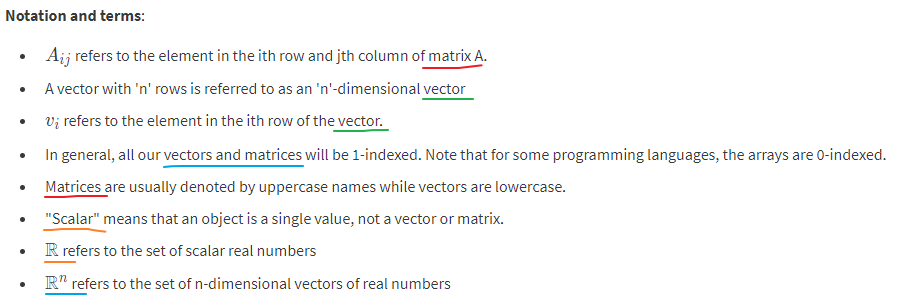 Notation and terms:
• A_{ij} refers to the element in the ith row and jth column of matrix A.
• A vector with 'n' rows is referred to as an 'n'-dimensional vector
• v_i refers to the element in the ith row of the vector.
• In general, all our vectors and matrices will be 1-indexed. Note that for some programming languages, the arrays are 0-indexed.
• Matrices are usually denoted by uppercase names while vectors are lowercase.
• "Scalar" means that an object is a single value, not a vector or matrix.
• ℝ refers to the set of scalar real numbers
• ℝⁿ refers to the set of n-dimensional vectors of real numbers